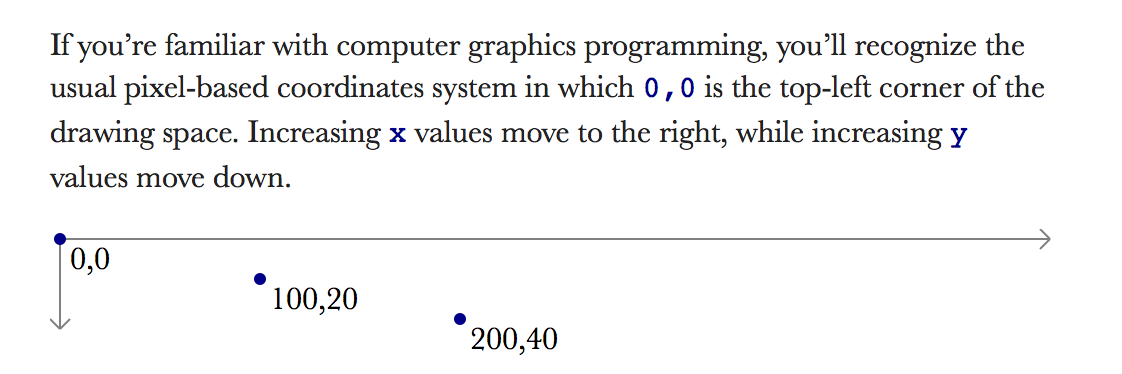 If you’re familiar with computer graphics programming, you’ll recognize the
usual pixel-based coordinates system in which 0,0 is the top-left corner of the
drawing space. Increasing x values move to the right, while increasing y
values move down.
0,0
100,20
200,40